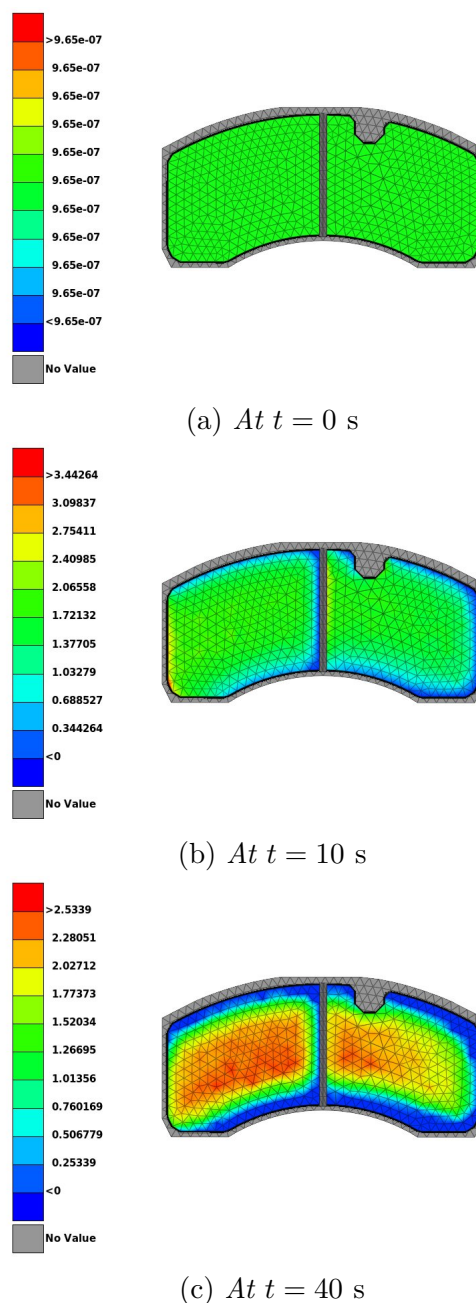 >9.65e-07
9.65e-07
9.65e-07
9.65e-07
9.65e-07
9.65e-07
9.65e-07
9.65e-07
9.65e-07
<9.65e-07
No Value
(a) At t = 0 s
>3.44264
3.09837
2.75411
2.40985
2.06558
1.72132
1.37705
1.03279
0.688527
0.344264
<0
No Value
(b) At t = 10 s
>2.5339
2.28051
2.02712
1.77373
1.52034
1.26695
1.01356
0.760169
0.506779
0.25339
<0
No Value
(c) At t = 40 s